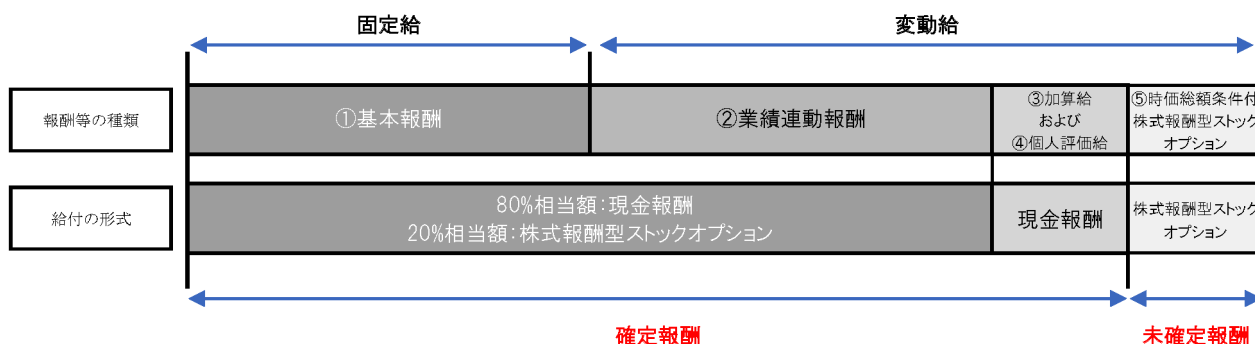 固定給
変動給
報酬等の種類
①基本報酬
②業績連動報酬
③加算給
および
④個人評価給
⑤時価総額条件付
株式報酬型ストック
オプション
給付の形式
80%相当額：現金報酬
20%相当額：株式報酬型ストックオプション
現金報酬
株式報酬型ストック
オプション
確定報酬
未確定報酬